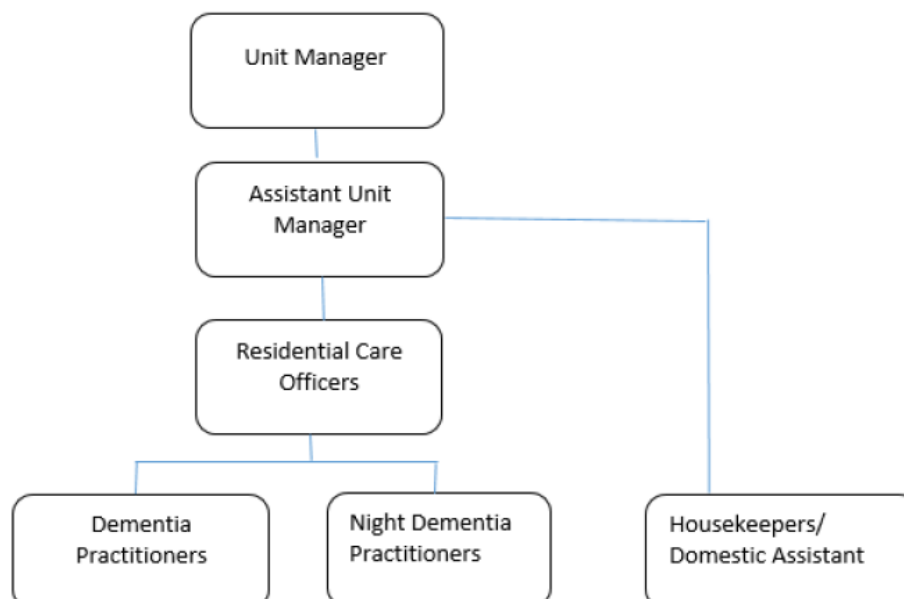 Unit Manager
Assistant Unit
Manager
Residential Care
Officers
Dementia
Practitioners
Night Dementia
Practitioners
Housekeepers/
Domestic Assistant